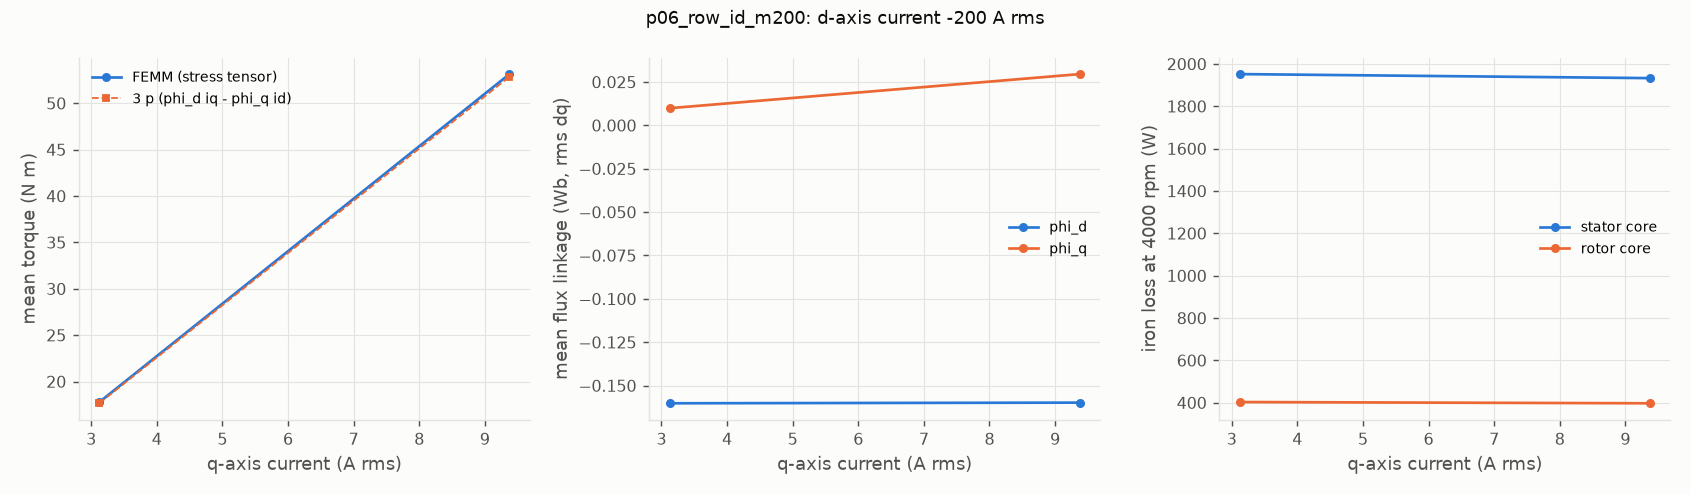 p06_row_id_m200: d-axis current -200 A rms
mean torque (N m)
50
45
40
35
30
25
20
FEMM (stress tensor)
3 p (phi_d iq - phi_q id)
3 4 5 6 7 8 9
q-axis current (A rms)
mean flux linkage (Wb, rms dq)
0.025
0.000
−0.025
−0.050
−0.075
−0.100
−0.125
−0.150
phi_d
phi_q
3 4 5 6 7 8 9
q-axis current (A rms)
iron loss at 4000 rpm (W)
2000
1800
1600
1400
1200
1000
800
600
400
stator core
rotor core
3 4 5 6 7 8 9
q-axis current (A rms)